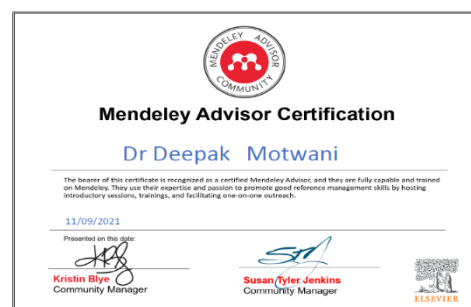 MENDELEY ADVISOR
COMMUNITY
Mendeley Advisor Certification
Dr Deepak Motwani
The bearer of this certificate is recognized as a certified Mendeley Advisor, and they are fully capable and trained
on Mendeley. They use their expertise and passion to promote good reference management skills by hosting
introductory sessions, trainings, and facilitating one-on-one outreach.
11/09/2021
Presented on this date:
Kristin Blye
Community Manager
Susan Tyler Jenkins
Community Manager
ELSEVIER